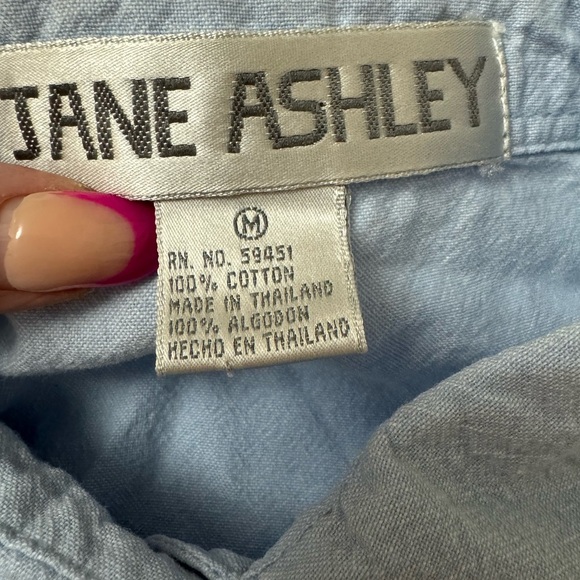 JANE ASHLEY
M
RN. NO. 59451
100% COTTON
MADE IN THAILAND
100% ALGODON
HECHO EN THAILAND